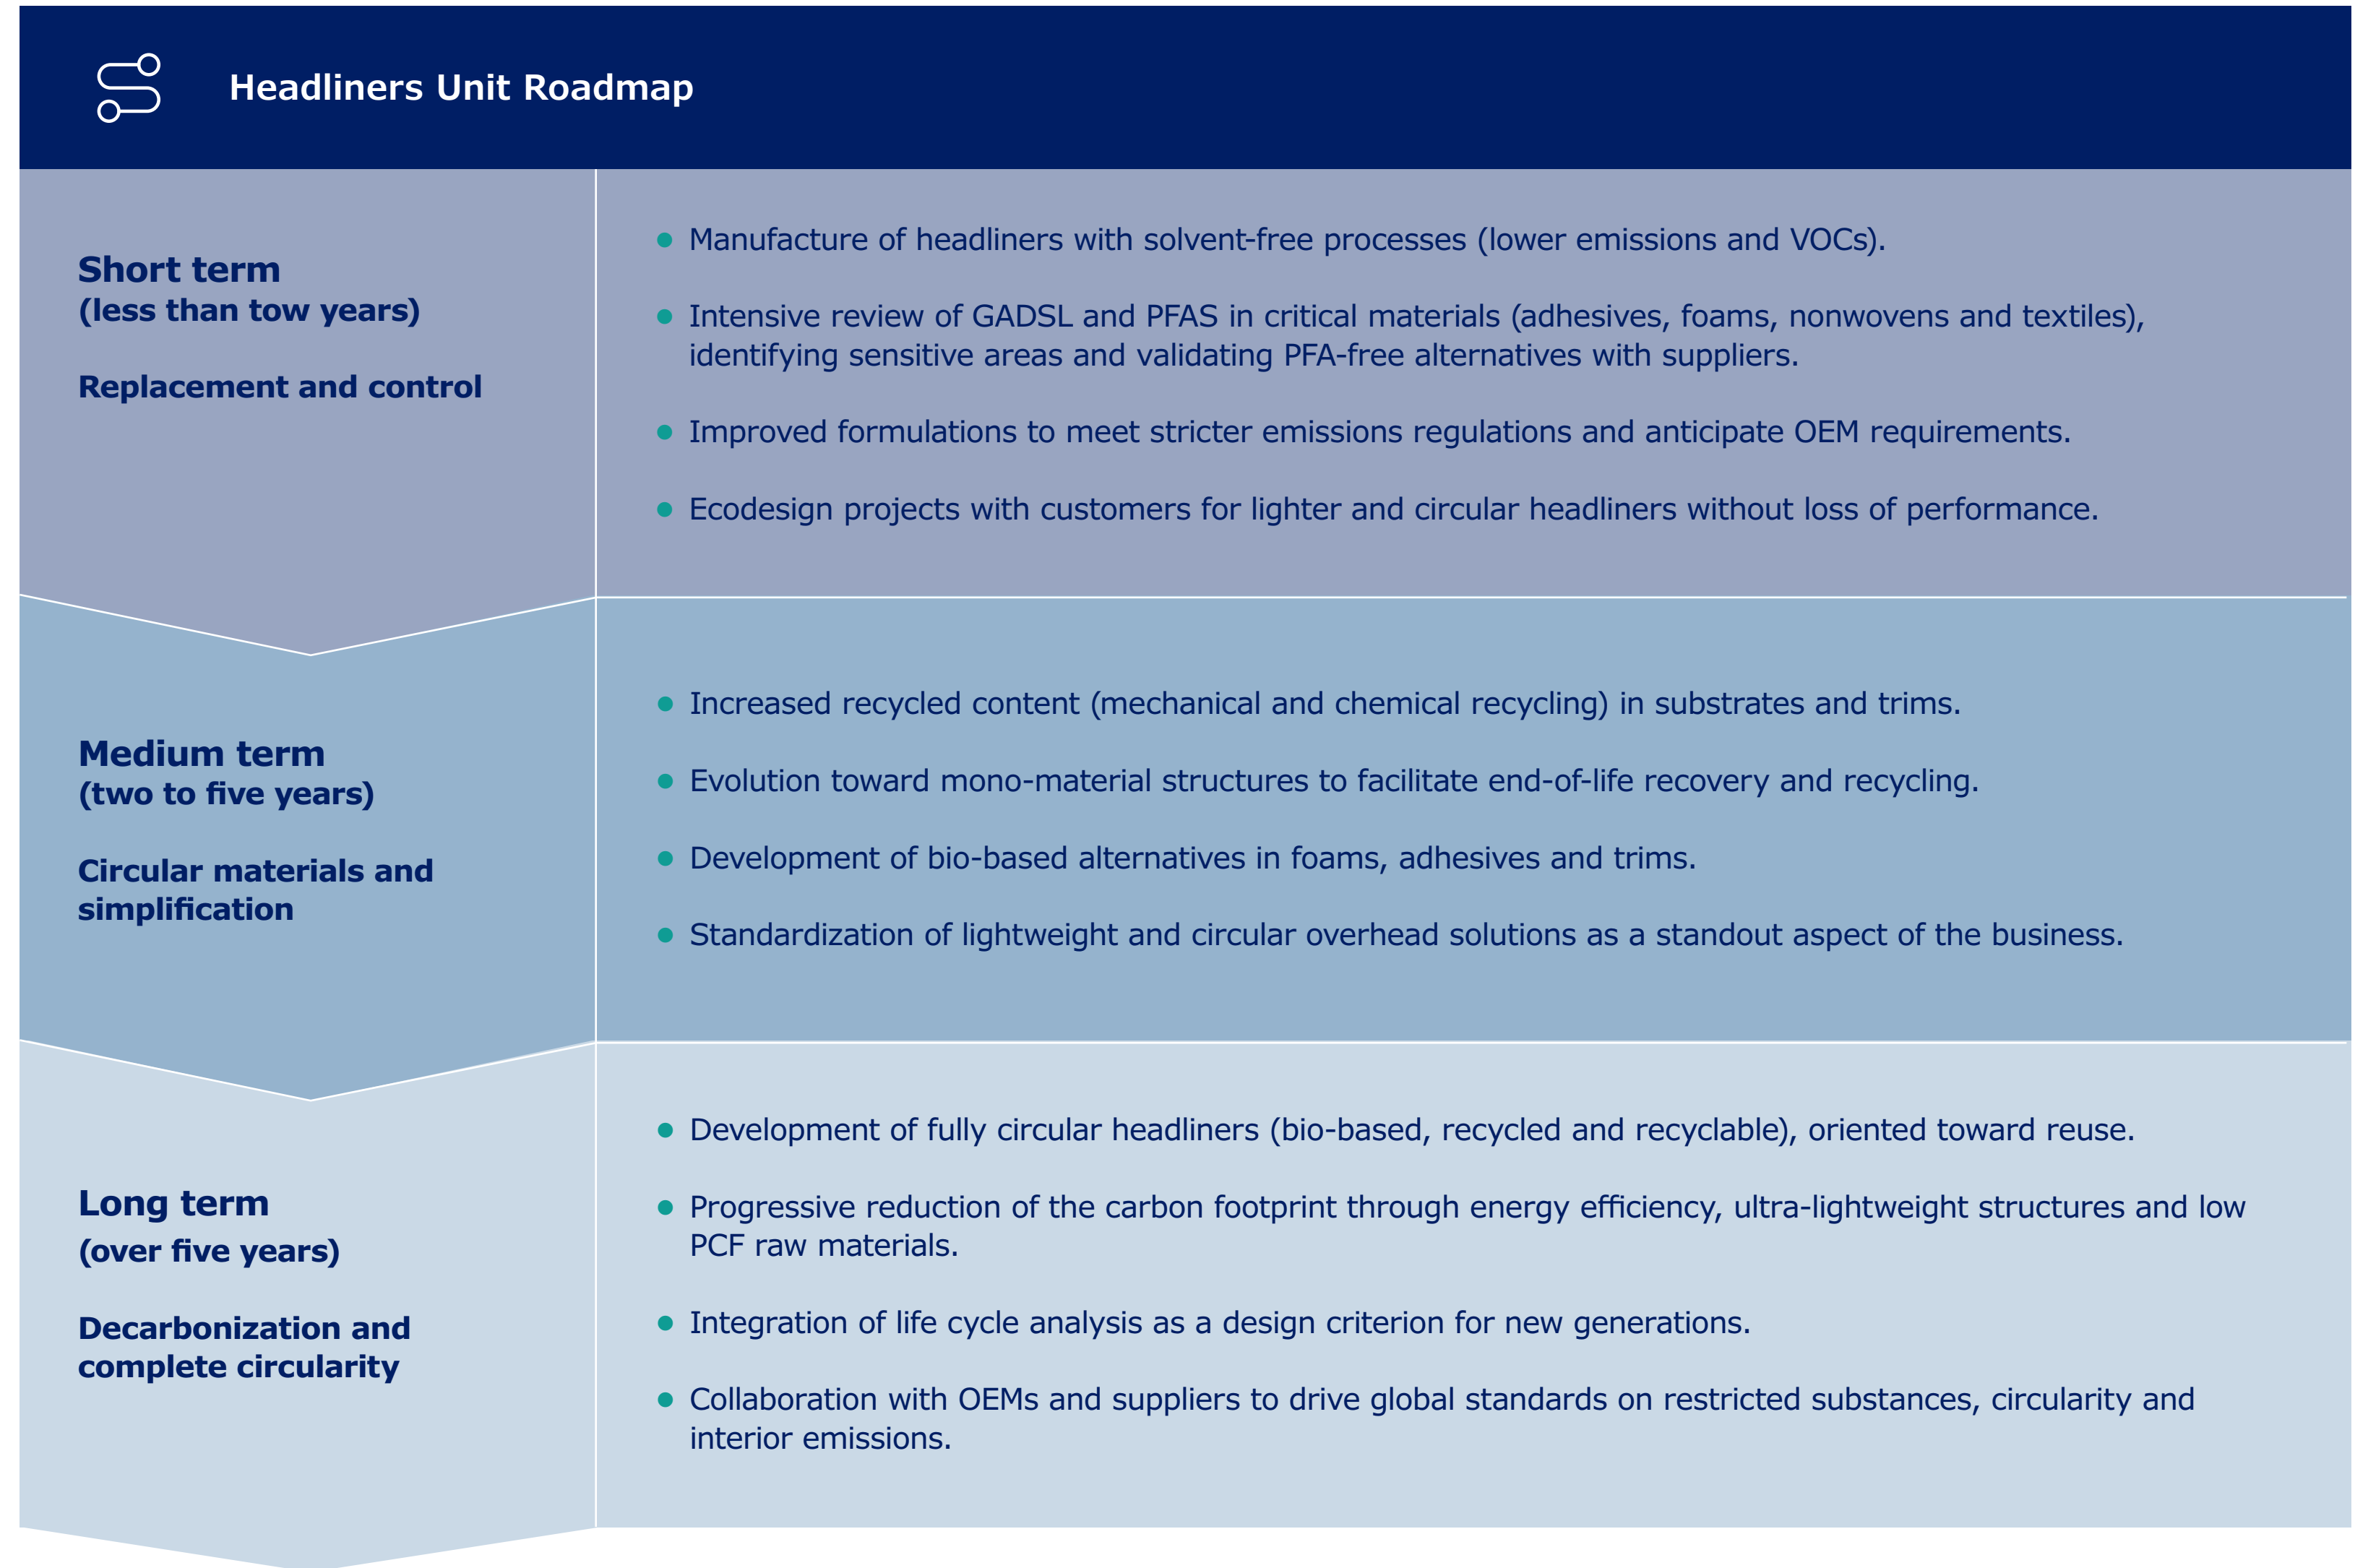 Headliners Unit Roadmap
Short term
(less than tow years)
Replacement and control
● Manufacture of headliners with solvent-free processes (lower emissions and VOCs).
● Intensive review of GADSL and PFAS in critical materials (adhesives, foams, nonwovens and textiles),
identifying sensitive areas and validating PFA-free alternatives with suppliers.
● Improved formulations to meet stricter emissions regulations and anticipate OEM requirements.
● Ecodesign projects with customers for lighter and circular headliners without loss of performance.
Medium term
(two to five years)
Circular materials and
simplification
● Increased recycled content (mechanical and chemical recycling) in substrates and trims.
● Evolution toward mono-material structures to facilitate end-of-life recovery and recycling.
● Development of bio-based alternatives in foams, adhesives and trims.
● Standardization of lightweight and circular overhead solutions as a standout aspect of the business.
Long term
(over five years)
Decarbonization and
complete circularity
● Development of fully circular headliners (bio-based, recycled and recyclable), oriented toward reuse.
● Progressive reduction of the carbon footprint through energy efficiency, ultra-lightweight structures and low
PCF raw materials.
● Integration of life cycle analysis as a design criterion for new generations.
● Collaboration with OEMs and suppliers to drive global standards on restricted substances, circularity and
interior emissions.